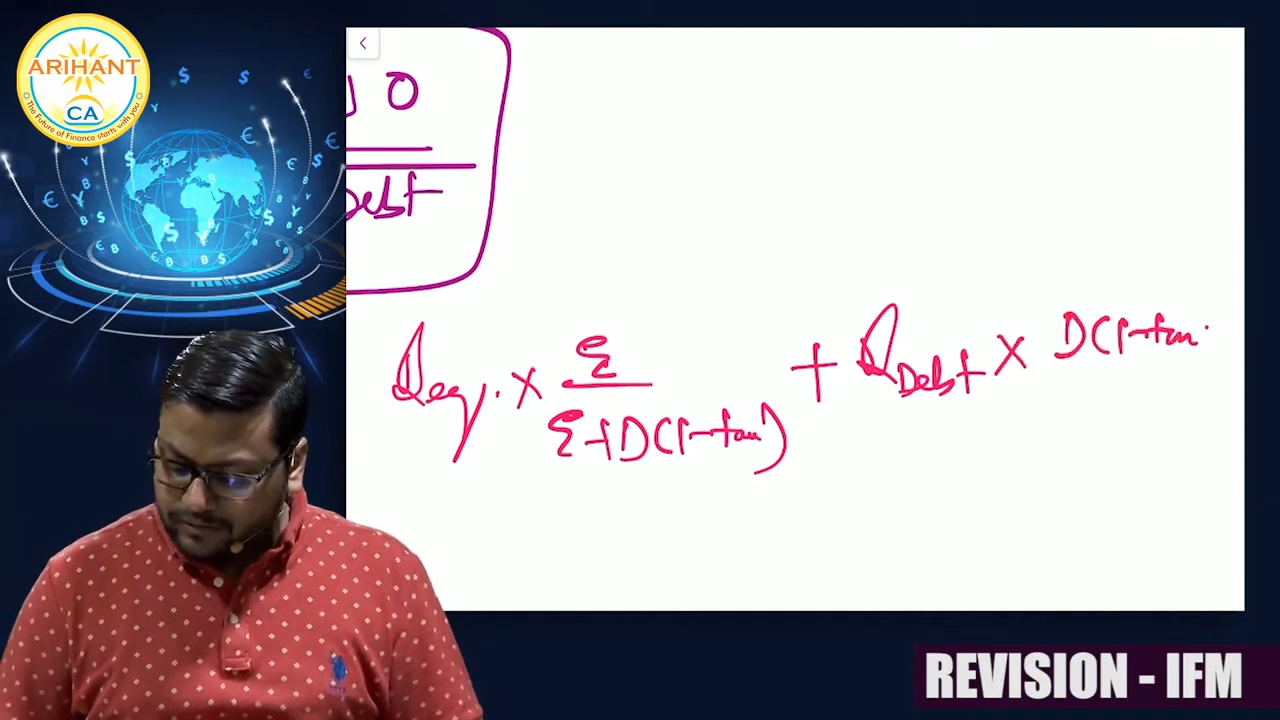 ARIHANT
CA
The Future of Finance starts with you
0
Debt
βeq. × E / E + D(1-tax) + βDebt × D(1-tax
REVISION - IFM